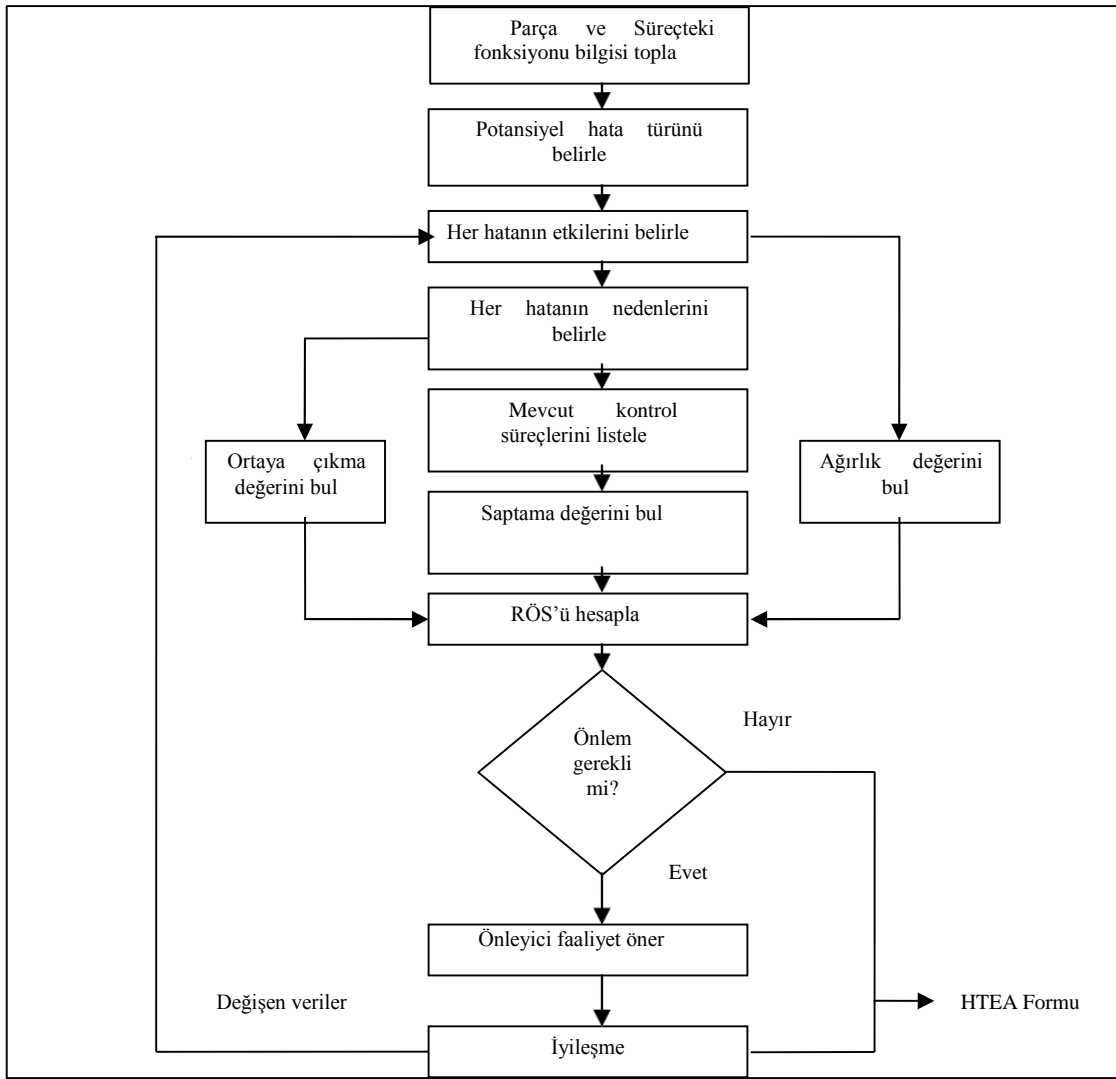 Parça ve Süreçteki
fonksiyonu bilgisi topla
Potansiyel hata türünü
belirle
Her hatanın etkilerini belirle
Her hatanın nedenlerini
belirle
Mevcut kontrol
süreçlerini listele
Ortaya çıkma
değerini bul
Ağırlık değerini
bul
Saptama değerini bul
RÖS’ü hesapla
Önlem
gerekli
mi?
Hayır
Evet
Önleyici faaliyet öner
Değişen veriler
HTEA Formu
İyileşme